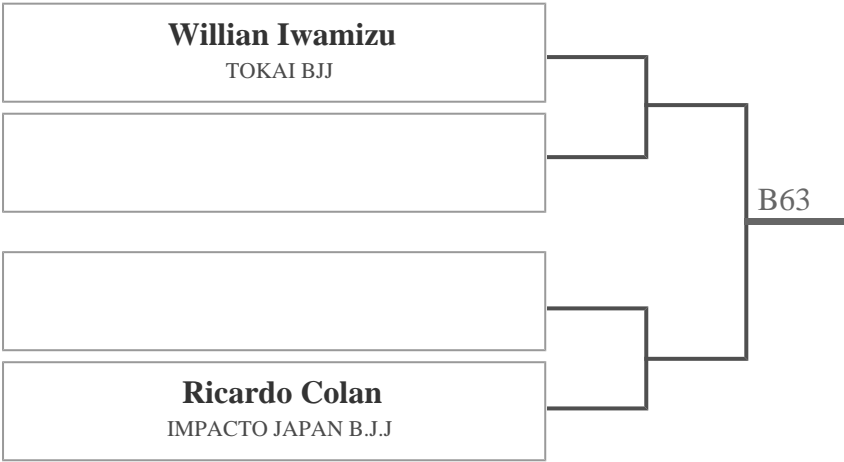 Willian Iwamizu
TOKAI BJJ
B63
Ricardo Colan
IMPACTO JAPAN B.J.J